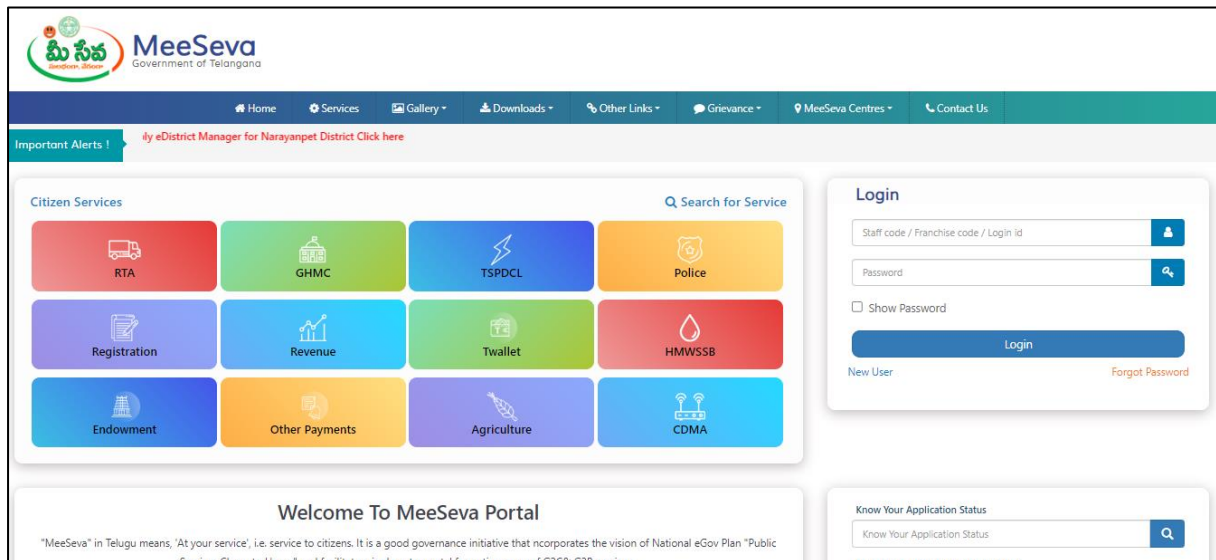 మీ సేవ
MeeSeva
Government of Telangana
Home Services Gallery Downloads Other Links Grievance MeeSeva Centres Contact Us
Important Alerts !
eDistrict Manager for Narayanpet District Click here
Citizen Services
Search for Service
RTA
GHMC
TSPDCL
Police
Registration
Revenue
Twallet
HMWSSB
Endowment
Other Payments
Agriculture
CDMA
Login
Staff code / Franchise code / Login id
Password
Show Password
Login
New User
Forgot Password
Welcome To MeeSeva Portal
"MeeSeva" in Telugu means, 'At your service', i.e. service to citizens. It is a good governance initiative that ncorporates the vision of National eGov Plan "Public
Know Your Application Status
Know Your Application Status